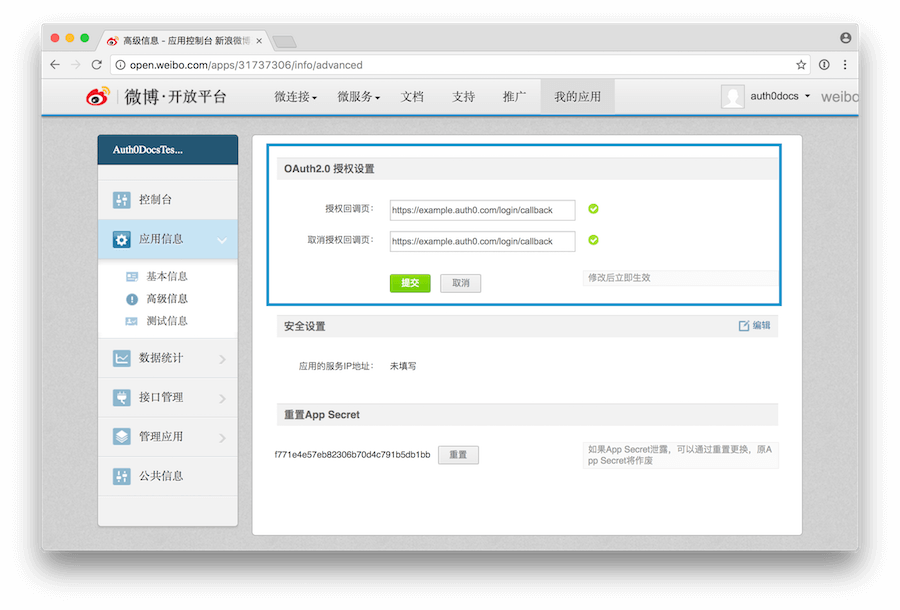 高级信息 - 应用控制台 新浪微博
open.weibo.com/apps/31737306/info/advanced
微博·开放平台 微连接 微服务 文档 支持 推广 我的应用 auth0docs weibo
Auth0DocsTes...
控制台
应用信息
基本信息
高级信息
测试信息
数据统计
接口管理
管理应用
公共信息
OAuth2.0 授权设置
授权回调页: https://example.auth0.com/login/callback
取消授权回调页: https://example.auth0.com/login/callback
提交 取消 修改后立即生效
安全设置 编辑
应用的服务IP地址: 未填写
重置App Secret
f771e4e57eb82306b70d4c791b5db1bb 重置
如果App Secret泄露，可以通过重置更换，原A
pp Secret将作废